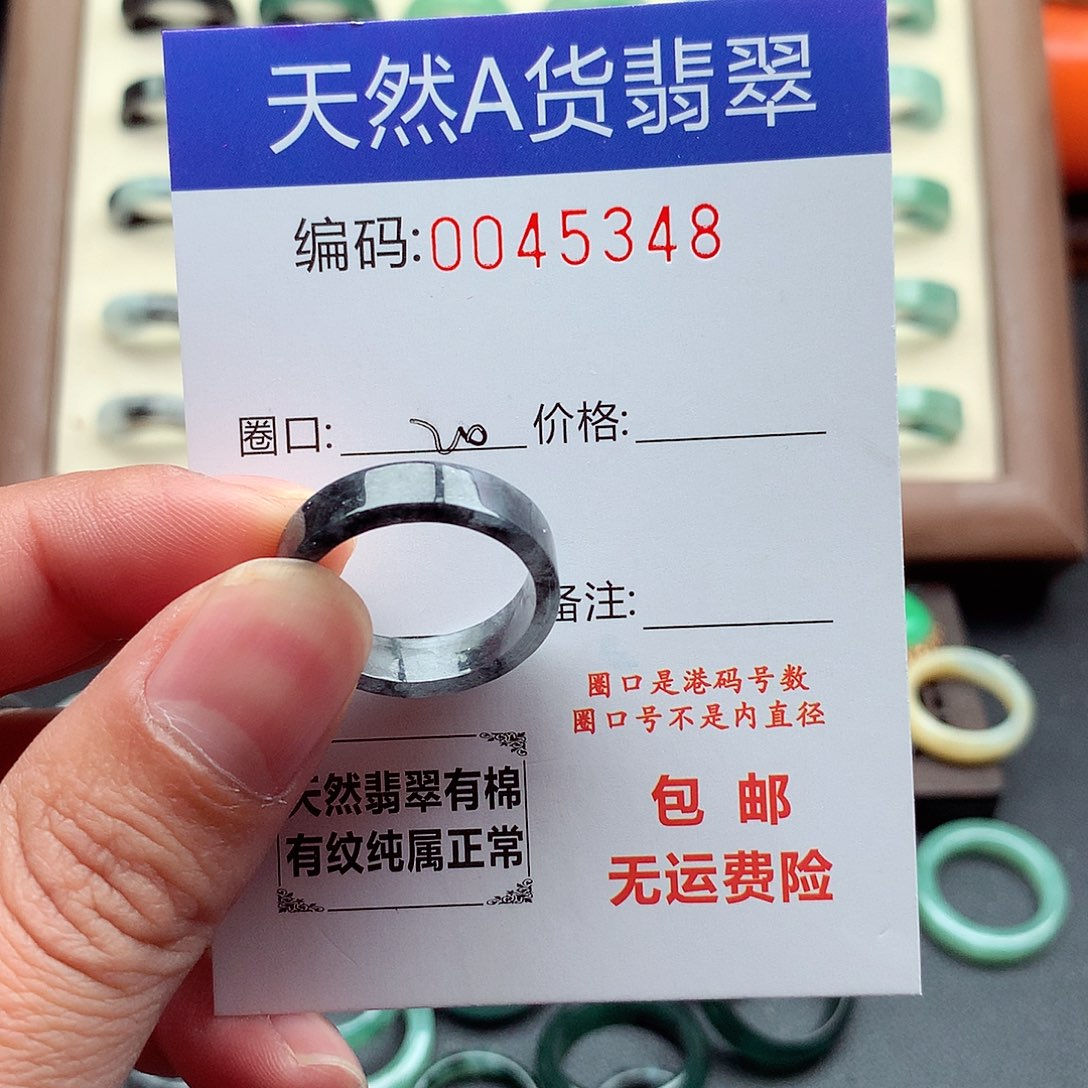 天然A货翡翠
编码:0045348
圈口: 20 价格:
备注:
圈口是港码号数
圈口号不是内直径
天然翡翠有棉
有纹纯属正常
包 邮
无运费险